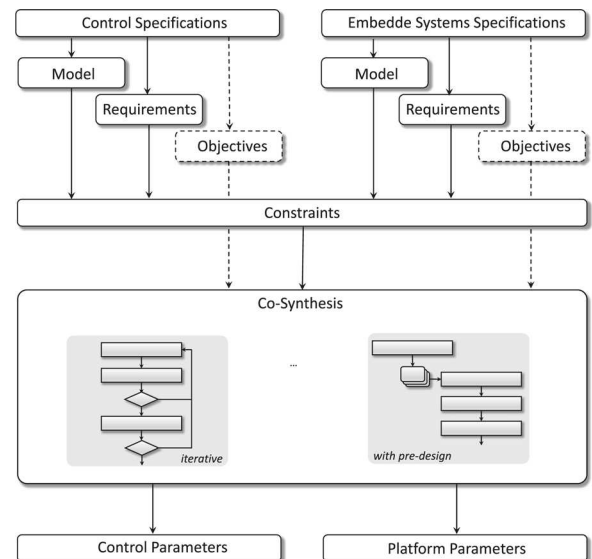 Control Specifications
Embedde Systems Specifications
Model
Model
Requirements
Requirements
Objectives
Objectives
Constraints
Co-Synthesis
...
iterative
with pre-design
Control Parameters
Platform Parameters